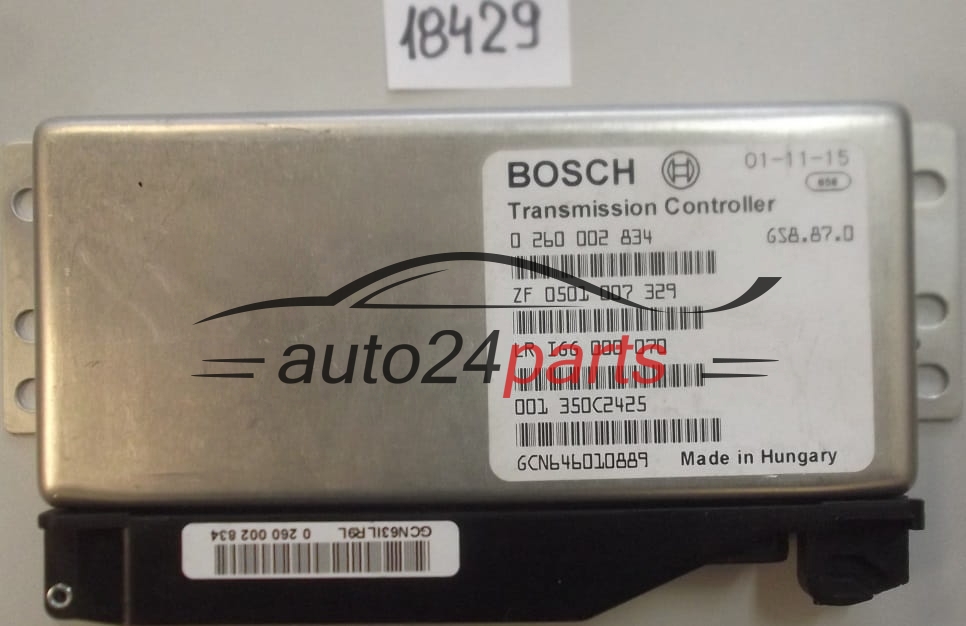 18429
BOSCH
01-11-15
Transmission Controller
0 260 002 834
GS8.87.0
ZF 0501 007 329
auto24parts
001 350C2425
GCN646010889
Made in Hungary
GCN63ILR9L 0 260 002 834